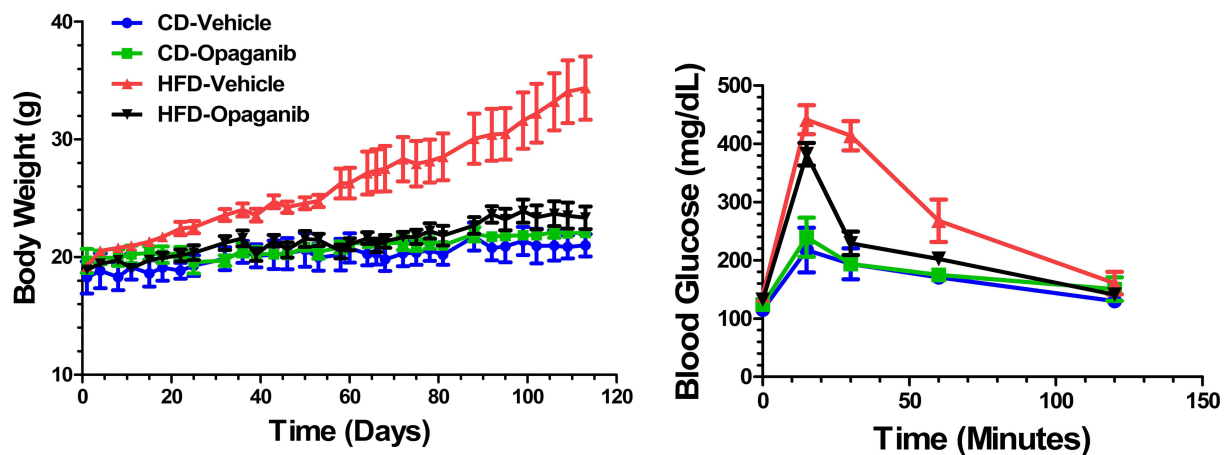 40
30
20
10
Body Weight (g)
CD-Vehicle
CD-Opaganib
HFD-Vehicle
HFD-Opaganib
0 20 40 60 80 100 120
Time (Days)
500
400
300
200
100
0
Blood Glucose (mg/dL)
0 50 100 150
Time (Minutes)